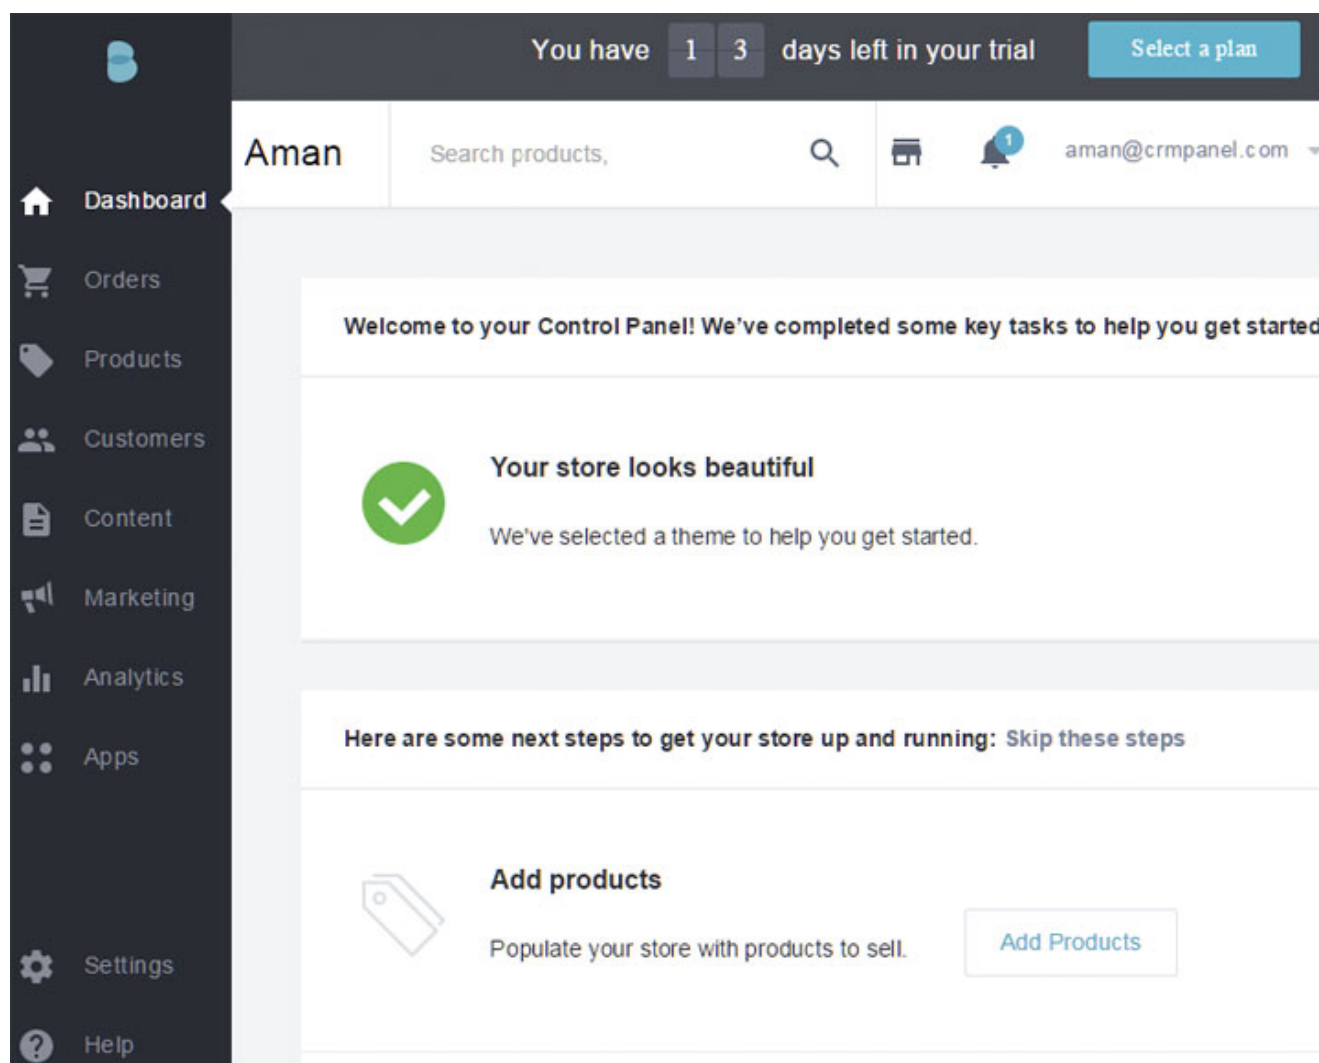 You have 1 3 days left in your trial
Select a plan
Aman
Search products,
1
aman@crmpanel.com
Dashboard
Orders
Products
Customers
Content
Marketing
Analytics
Apps
Settings
Help
Welcome to your Control Panel! We've completed some key tasks to help you get started
Your store looks beautiful
We've selected a theme to help you get started.
Here are some next steps to get your store up and running: Skip these steps
Add products
Populate your store with products to sell.
Add Products